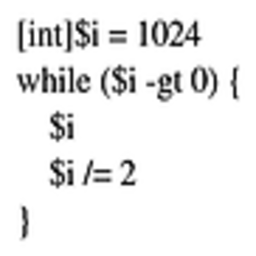 [int]$i = 1024
while ($i -gt 0) {
    $i
    $i /= 2
}